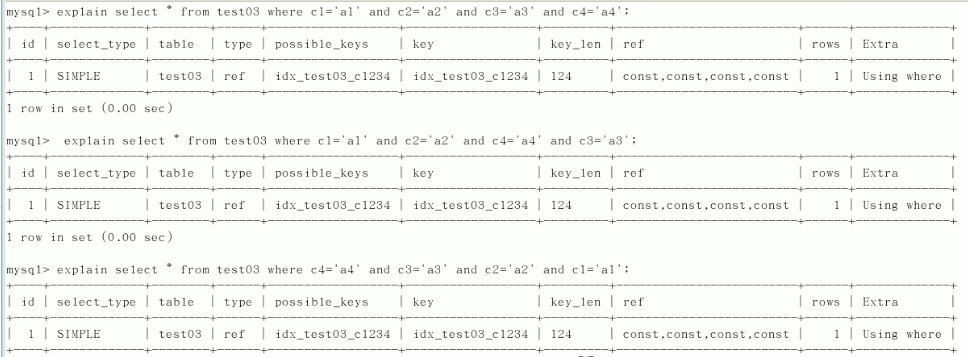 mysql> explain select * from test03 where c1='a1' and c2='a2' and c3='a3' and c4='a4';
| id | select_type | table | type | possible_keys | key | key_len | ref | rows | Extra |
| 1 | SIMPLE | test03 | ref | idx_test03_c1234 | idx_test03_c1234 | 124 | const,const,const,const | 1 | Using where |
1 row in set (0.00 sec)
mysql> explain select * from test03 where c1='a1' and c2='a2' and c4='a4' and c3='a3';
| id | select_type | table | type | possible_keys | key | key_len | ref | rows | Extra |
| 1 | SIMPLE | test03 | ref | idx_test03_c1234 | idx_test03_c1234 | 124 | const,const,const,const | 1 | Using where |
1 row in set (0.00 sec)
mysql> explain select * from test03 where c4='a4' and c3='a3' and c2='a2' and c1='a1';
| id | select_type | table | type | possible_keys | key | key_len | ref | rows | Extra |
| 1 | SIMPLE | test03 | ref | idx_test03_c1234 | idx_test03_c1234 | 124 | const,const,const,const | 1 | Using where |